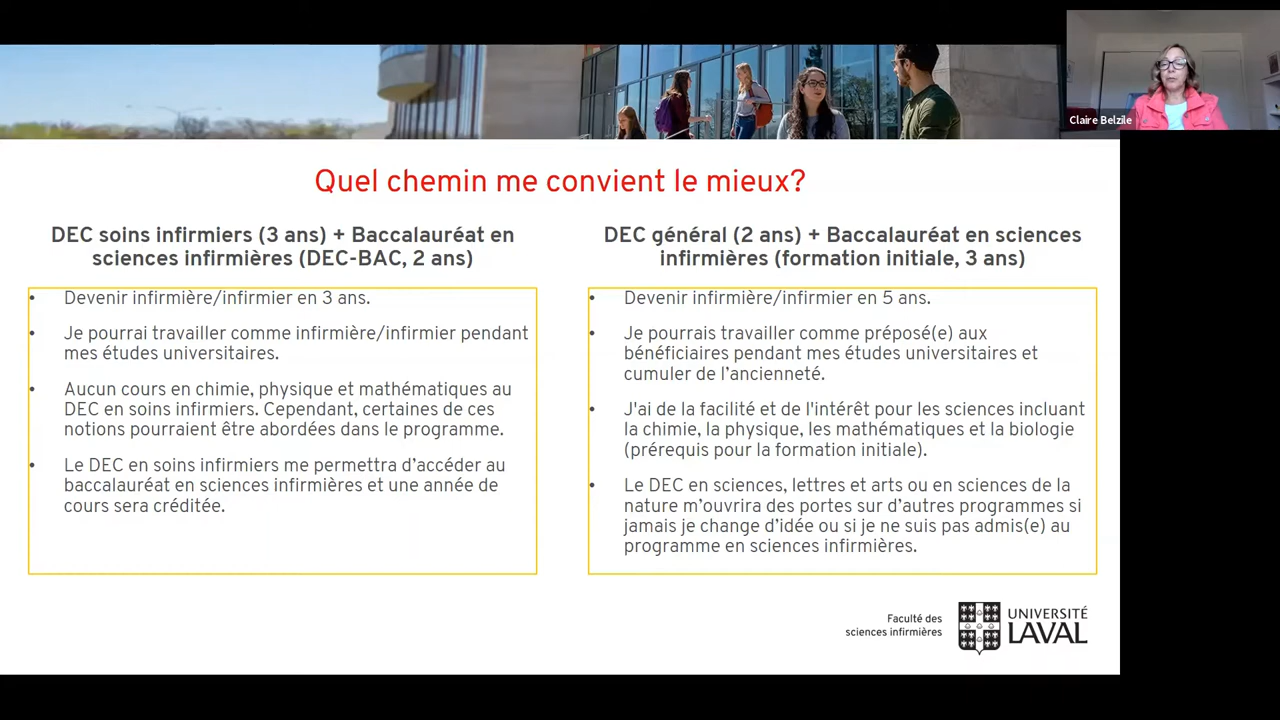 Claire Belzile
Quel chemin me convient le mieux?
DEC soins infirmiers (3 ans) + Baccalauréat en
sciences infirmières (DEC-BAC, 2 ans)
• Devenir infirmière/infirmier en 3 ans.
• Je pourrai travailler comme infirmière/infirmier pendant
mes études universitaires.
• Aucun cours en chimie, physique et mathématiques au
DEC en soins infirmiers. Cependant, certaines de ces
notions pourraient être abordées dans le programme.
• Le DEC en soins infirmiers me permettra d’accéder au
baccalauréat en sciences infirmières et une année de
cours sera créditée.
DEC général (2 ans) + Baccalauréat en sciences
infirmières (formation initiale, 3 ans)
• Devenir infirmière/infirmier en 5 ans.
• Je pourrais travailler comme préposé(e) aux
bénéficiaires pendant mes études universitaires et
cumuler de l’ancienneté.
• J'ai de la facilité et de l'intérêt pour les sciences incluant
la chimie, la physique, les mathématiques et la biologie
(prérequis pour la formation initiale).
• Le DEC en sciences, lettres et arts ou en sciences de la
nature m’ouvrira des portes sur d’autres programmes si
jamais je change d’idée ou si je ne suis pas admis(e) au
programme en sciences infirmières.
Faculté des
sciences infirmières
UNIVERSITÉ
LAVAL